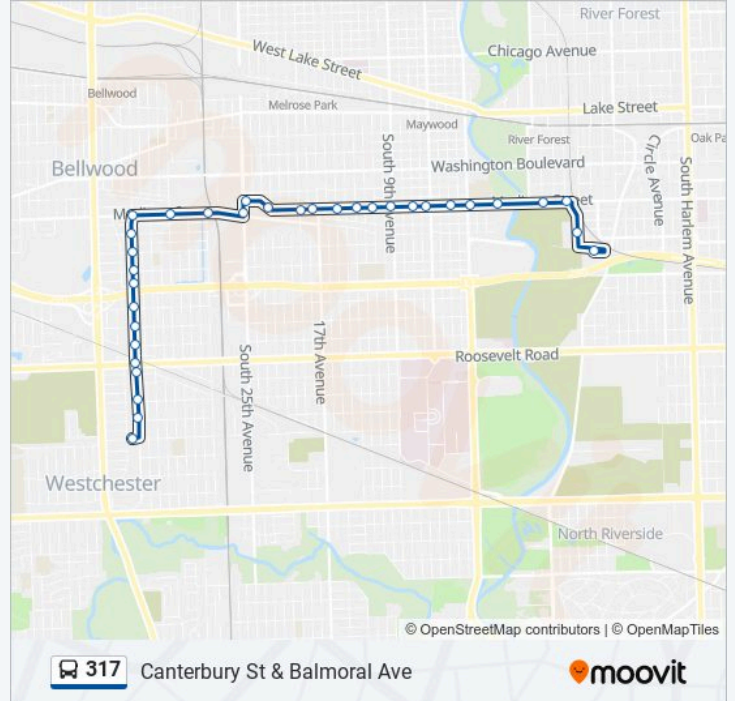 River Forest
West Lake Street
Chicago Avenue
Bellwood
Melrose Park
Lake Street
Maywood
River Forest
Circle Avenue
Oak Pa
South 9th Avenue
Washington Boulevard
Bellwood
South Harlem Avenue
17th Avenue
South 25th Avenue
Roosevelt Road
Westchester
North Riverside
© OpenStreetMap contributors | © OpenMapTiles
317 Canterbury St & Balmoral Ave
moovit